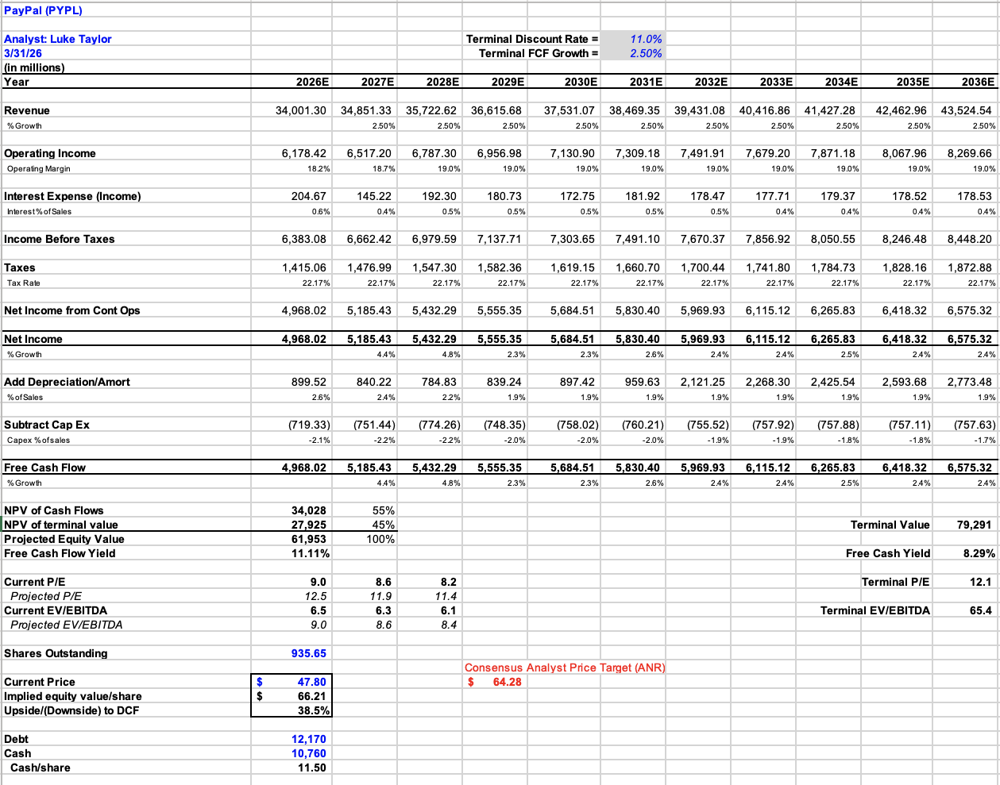 PayPal (PYPL)
Analyst: Luke Taylor Terminal Discount Rate = 11.0%
3/31/26 Terminal FCF Growth = 2.50%
(in millions)
Year 2026E 2027E 2028E 2029E 2030E 2031E 2032E 2033E 2034E 2035E 2036E
Revenue 34,001.30 34,851.33 35,722.62 36,615.68 37,531.07 38,469.35 39,431.08 40,416.86 41,427.28 42,462.96 43,524.54
% Growth 2.50% 2.50% 2.50% 2.50% 2.50% 2.50% 2.50% 2.50% 2.50% 2.50%
Operating Income 6,178.42 6,517.20 6,787.30 6,956.98 7,130.90 7,309.18 7,491.91 7,679.20 7,871.18 8,067.96 8,269.66
Operating Margin 18.2% 18.7% 19.0% 19.0% 19.0% 19.0% 19.0% 19.0% 19.0% 19.0% 19.0%
Interest Expense (Income) 204.67 145.22 192.30 180.73 172.75 181.92 178.47 177.71 179.37 178.52 178.53
Interest % of Sales 0.6% 0.4% 0.5% 0.5% 0.5% 0.5% 0.5% 0.4% 0.4% 0.4% 0.4%
Income Before Taxes 6,383.08 6,662.42 6,979.59 7,137.71 7,303.65 7,491.10 7,670.37 7,856.92 8,050.55 8,246.48 8,448.20
Taxes 1,415.06 1,476.99 1,547.30 1,582.36 1,619.15 1,660.70 1,700.44 1,741.80 1,784.73 1,828.16 1,872.88
Tax Rate 22.17% 22.17% 22.17% 22.17% 22.17% 22.17% 22.17% 22.17% 22.17% 22.17% 22.17%
Net Income from Cont Ops 4,968.02 5,185.43 5,432.29 5,555.35 5,684.51 5,830.40 5,969.93 6,115.12 6,265.83 6,418.32 6,575.32
Net Income 4,968.02 5,185.43 5,432.29 5,555.35 5,684.51 5,830.40 5,969.93 6,115.12 6,265.83 6,418.32 6,575.32
% Growth 4.4% 4.8% 2.3% 2.3% 2.6% 2.4% 2.4% 2.5% 2.4% 2.4%
Add Depreciation/Amort 899.52 840.22 784.83 839.24 897.42 959.63 2,121.25 2,268.30 2,425.54 2,593.68 2,773.48
% of Sales 2.6% 2.4% 2.2% 1.9% 1.9% 1.9% 1.9% 1.9% 1.9% 1.9% 1.9%
Subtract Cap Ex (719.33) (751.44) (774.26) (748.35) (758.02) (760.21) (755.52) (757.92) (757.88) (757.11) (757.63)
Capex % of sales -2.1% -2.2% -2.2% -2.0% -2.0% -2.0% -1.9% -1.9% -1.8% -1.8% -1.7%
Free Cash Flow 4,968.02 5,185.43 5,432.29 5,555.35 5,684.51 5,830.40 5,969.93 6,115.12 6,265.83 6,418.32 6,575.32
% Growth 4.4% 4.8% 2.3% 2.3% 2.6% 2.4% 2.4% 2.5% 2.4% 2.4%
NPV of Cash Flows 34,028 55%
NPV of terminal value 27,925 45% Terminal Value 79,291
Projected Equity Value 61,953 100%
Free Cash Flow Yield 11.11% Free Cash Yield 8.29%
Current P/E 9.0 8.6 8.2 Terminal P/E 12.1
Projected P/E 12.5 11.9 11.4
Current EV/EBITDA 6.5 6.3 6.1 Terminal EV/EBITDA 65.4
Projected EV/EBITDA 9.0 8.6 8.4
Shares Outstanding 935.65
Consensus Analyst Price Target (ANR)
Current Price $ 47.80 $ 64.28
Implied equity value/share $ 66.21
Upside/(Downside) to DCF 38.5%
Debt 12,170
Cash 10,760
Cash/share 11.50